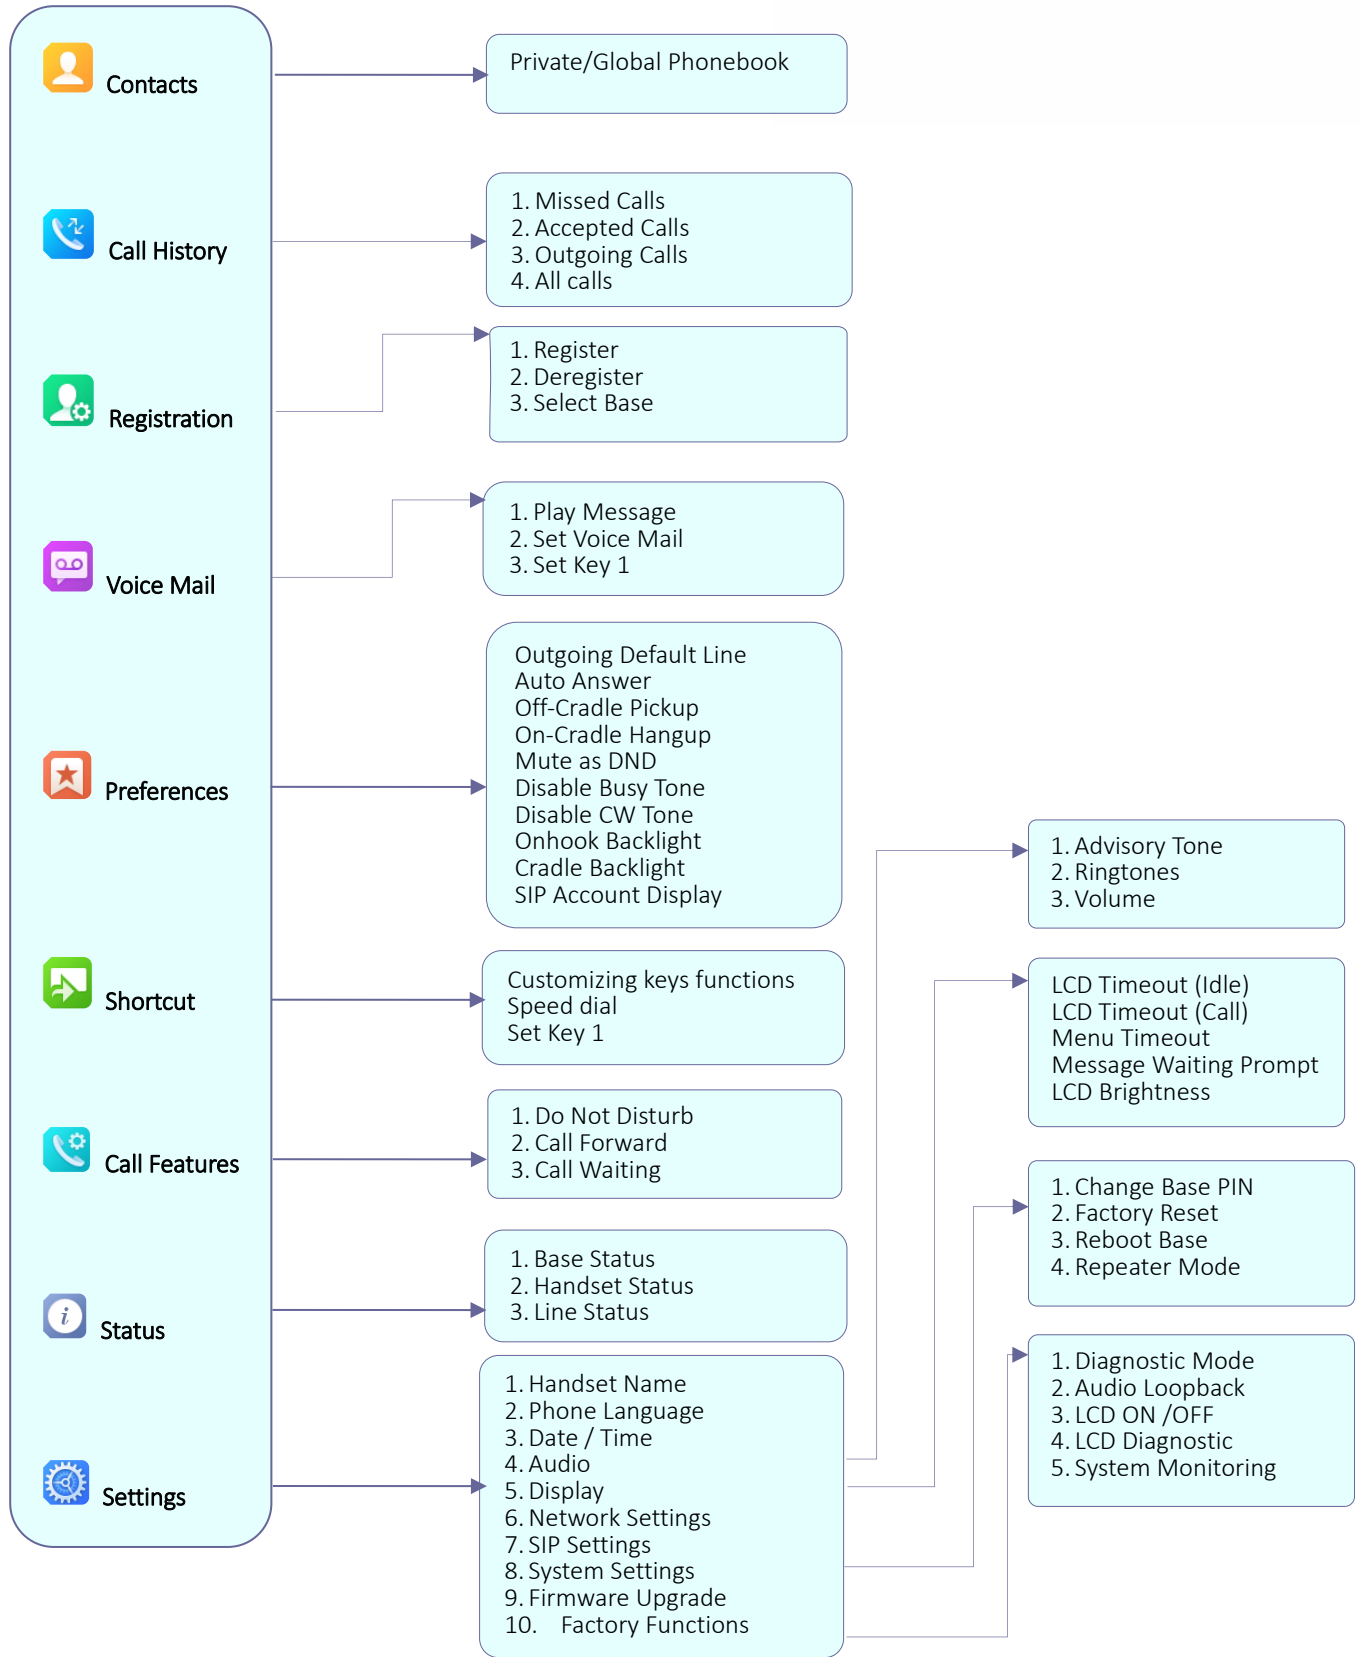 Contacts
Private/Global Phonebook
Call History
1. Missed Calls
2. Accepted Calls
3. Outgoing Calls
4. All calls
Registration
1. Register
2. Deregister
3. Select Base
Voice Mail
1. Play Message
2. Set Voice Mail
3. Set Key 1
Preferences
Outgoing Default Line
Auto Answer
Off-Cradle Pickup
On-Cradle Hangup
Mute as DND
Disable Busy Tone
Disable CW Tone
Onhook Backlight
Cradle Backlight
SIP Account Display
Shortcut
Customizing keys functions
Speed dial
Set Key 1
Call Features
1. Do Not Disturb
2. Call Forward
3. Call Waiting
Status
1. Base Status
2. Handset Status
3. Line Status
Settings
1. Handset Name
2. Phone Language
3. Date / Time
4. Audio
5. Display
6. Network Settings
7. SIP Settings
8. System Settings
9. Firmware Upgrade
10. Factory Functions
1. Advisory Tone
2. Ringtones
3. Volume
LCD Timeout (Idle)
LCD Timeout (Call)
Menu Timeout
Message Waiting Prompt
LCD Brightness
1. Change Base PIN
2. Factory Reset
3. Reboot Base
4. Repeater Mode
1. Diagnostic Mode
2. Audio Loopback
3. LCD ON /OFF
4. LCD Diagnostic
5. System Monitoring